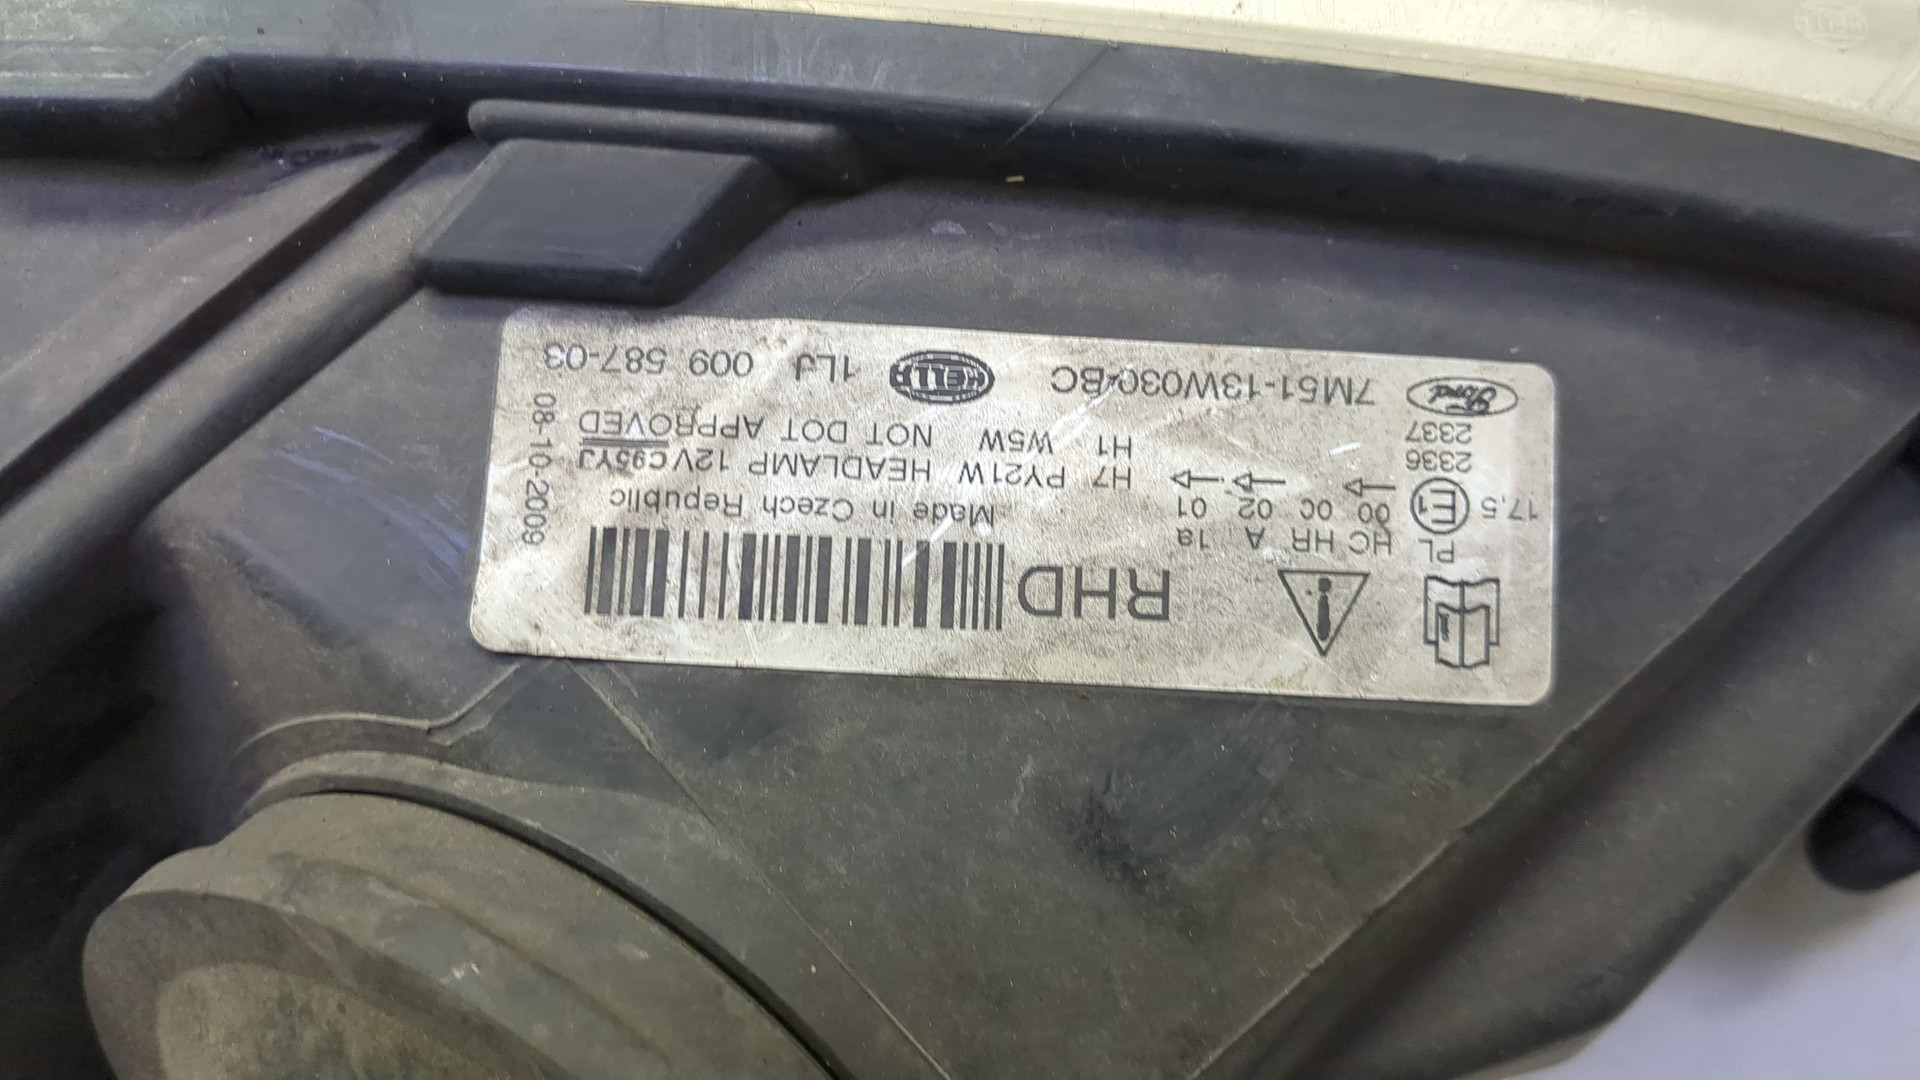 RHD
PL HC HR A 1a
17,5 E1 00 0C 02 01
Made in Czech Republic
2336 H7 PY21W HEADLAMP 12V C95YJ
2337 H1 W5W NOT DOT APPROVED
Ford 7M51-13W030-BC HELLA 1LJ 009 587-03
08-10-2009